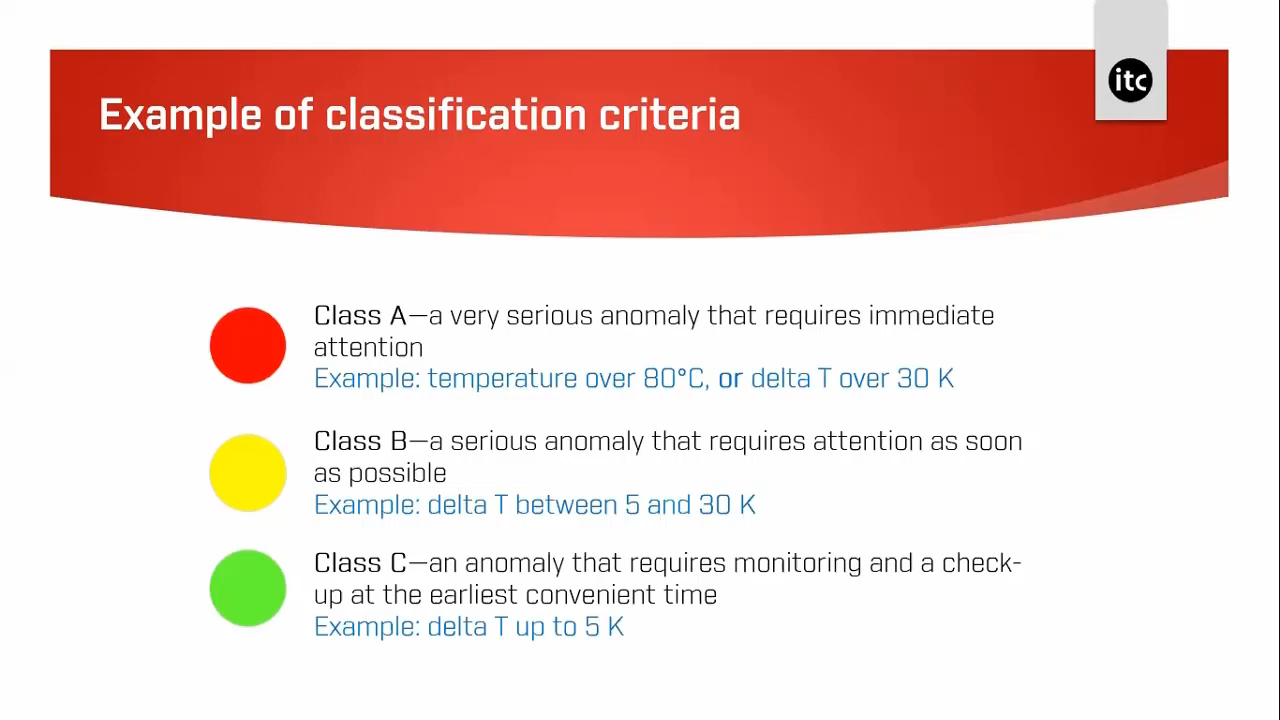 itc
Example of classification criteria
Class A—a very serious anomaly that requires immediate
attention
Example: temperature over 80°C, or delta T over 30 K
Class B—a serious anomaly that requires attention as soon
as possible
Example: delta T between 5 and 30 K
Class C—an anomaly that requires monitoring and a check-
up at the earliest convenient time
Example: delta T up to 5 K